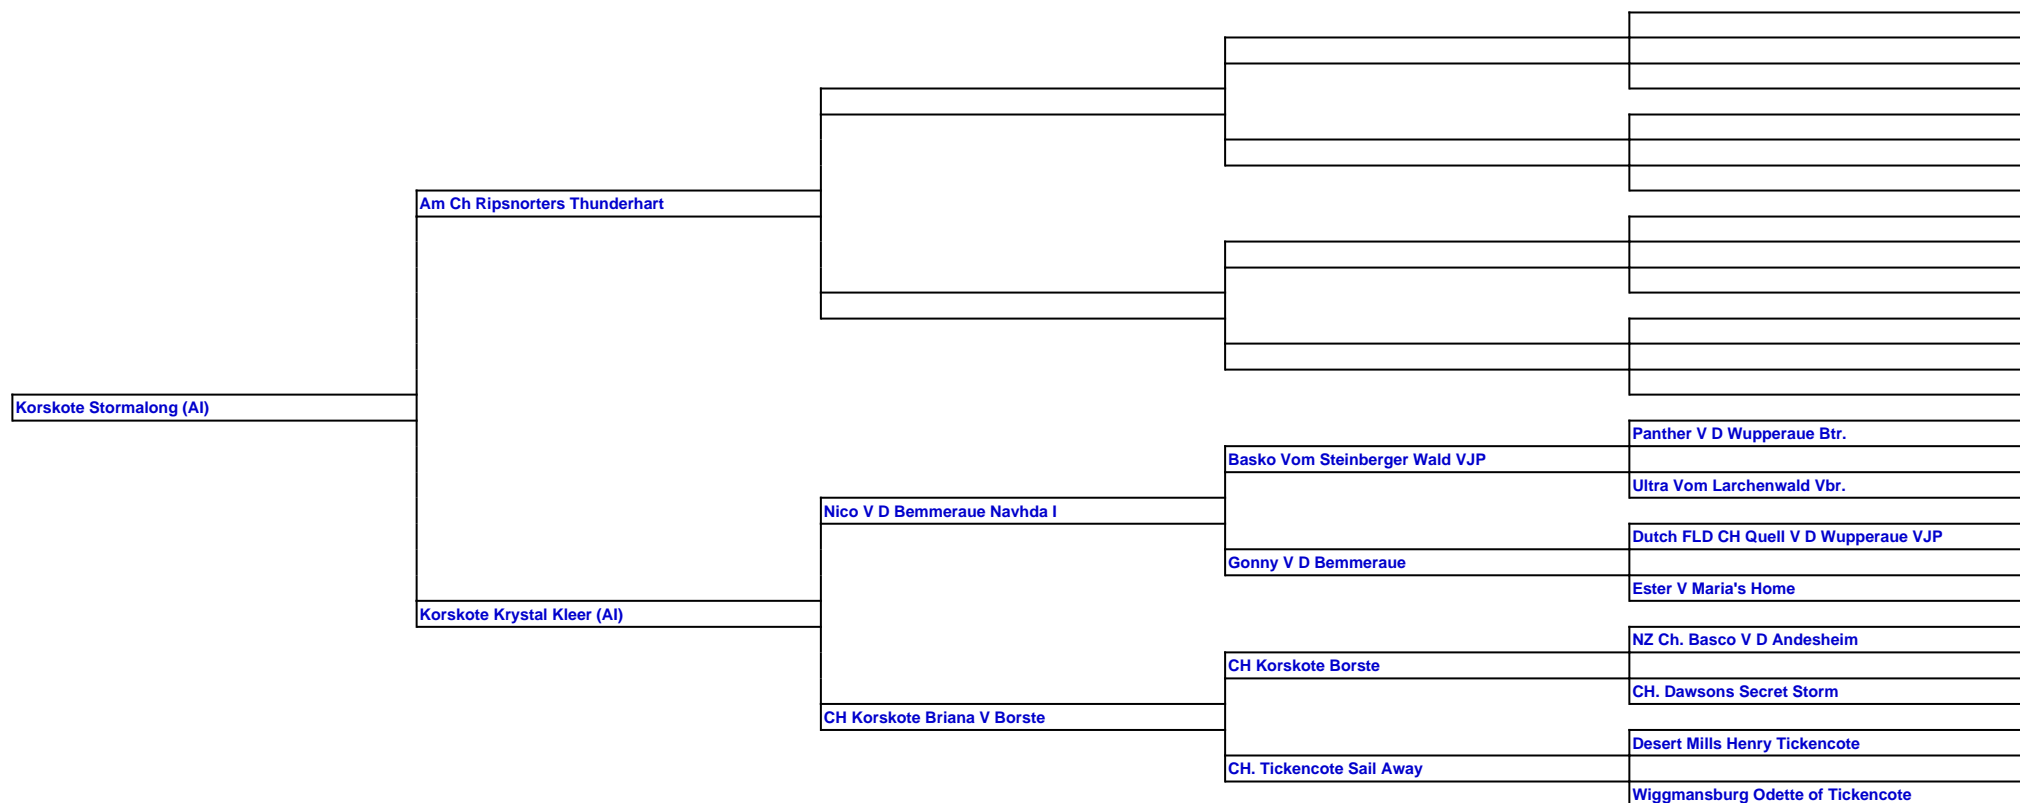 Am Ch Ripsnorters Thunderhart
Korskote Stormalong (AI)
Panther V D Wupperaue Btr.
Basko Vom Steinberger Wald VJP
Ultra Vom Larchenwald Vbr.
Nico V D Bemmeraue Navhda I
Dutch FLD CH Quell V D Wupperaue VJP
Gonny V D Bemmeraue
Ester V Maria's Home
Korskote Krystal Kleer (AI)
NZ Ch. Basco V D Andesheim
CH Korskote Borste
CH. Dawsons Secret Storm
CH Korskote Briana V Borste
Desert Mills Henry Tickencote
CH. Tickencote Sail Away
Wiggmansburg Odette of Tickencote